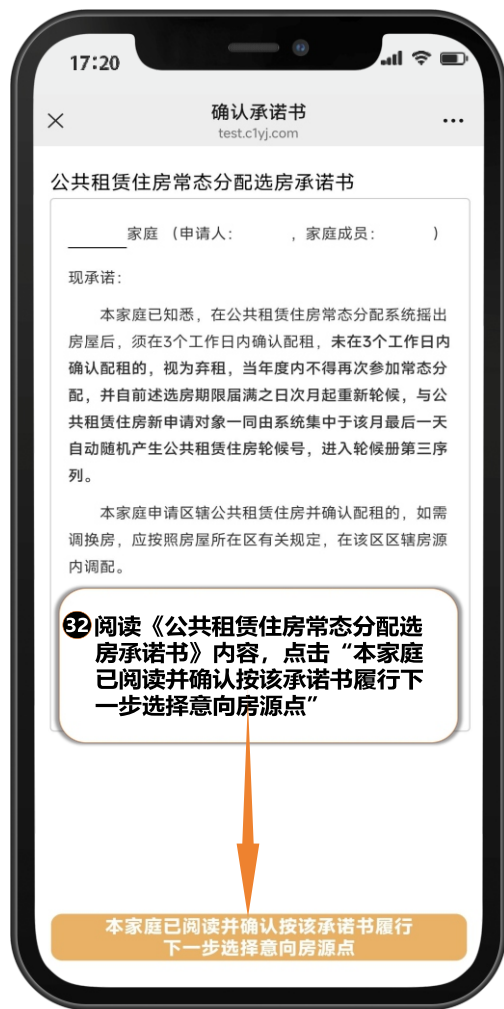 17:20
确认承诺书
test.c1yj.com
公共租赁住房常态分配选房承诺书
______家庭（申请人：　　　，家庭成员：　　　）
现承诺：
本家庭已知悉，在公共租赁住房常态分配系统摇出
房屋后，须在3个工作日内确认配租，未在3个工作日内
确认配租的，视为弃租，当年度内不得再次参加常态分
配，并自前述选房期限届满之日次月起重新轮候，与公
共租赁住房新申请对象一同由系统集中于该月最后一天
自动随机产生公共租赁住房轮候号，进入轮候册第三序
列。
本家庭申请区辖公共租赁住房并确认配租的，如需
调换房，应按照房屋所在区有关规定，在该区区辖房源
内调配。
32阅读《公共租赁住房常态分配选
房承诺书》内容，点击“本家庭
已阅读并确认按该承诺书履行下
一步选择意向房源点”
本家庭已阅读并确认按该承诺书履行
下一步选择意向房源点